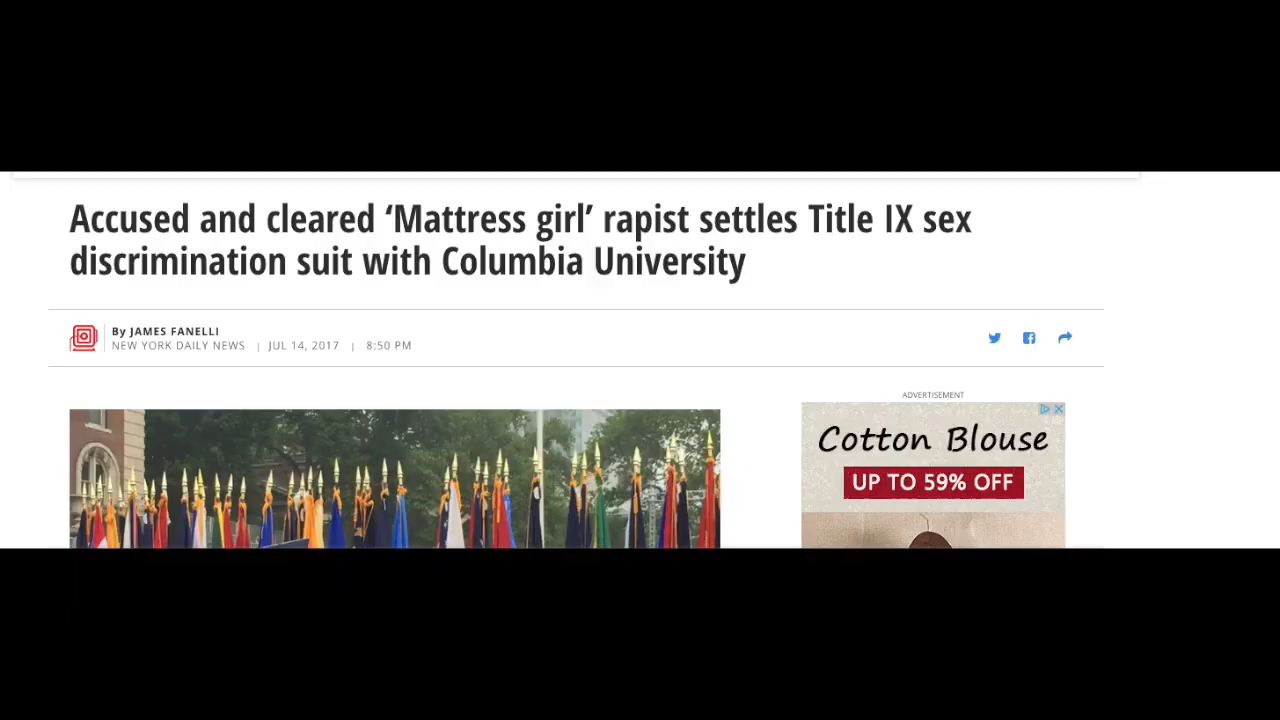 Accused and cleared ‘Mattress girl’ rapist settles Title IX sex
discrimination suit with Columbia University
By JAMES FANELLI
NEW YORK DAILY NEWS | JUL 14, 2017 | 8:50 PM
ADVERTISEMENT
Cotton Blouse
UP TO 59% OFF